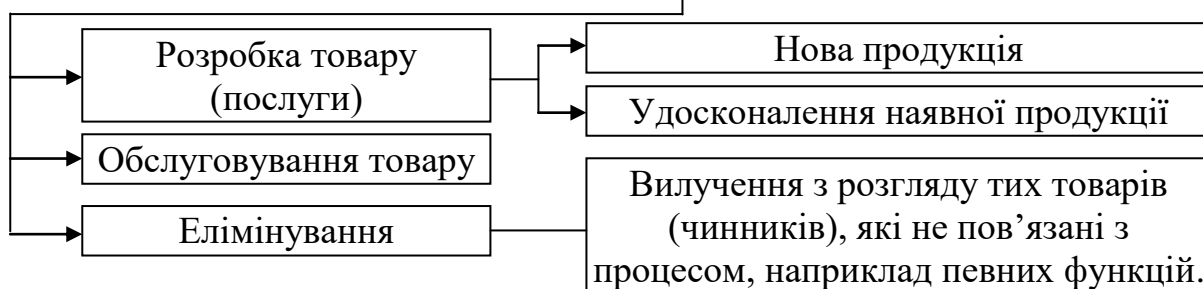 Розробка товару
(послуги)
Нова продукція
Удосконалення наявної продукції
Обслуговування товару
Елімінування
Вилучення з розгляду тих товарів
(чинників), які не пов’язані з
процесом, наприклад певних функцій.